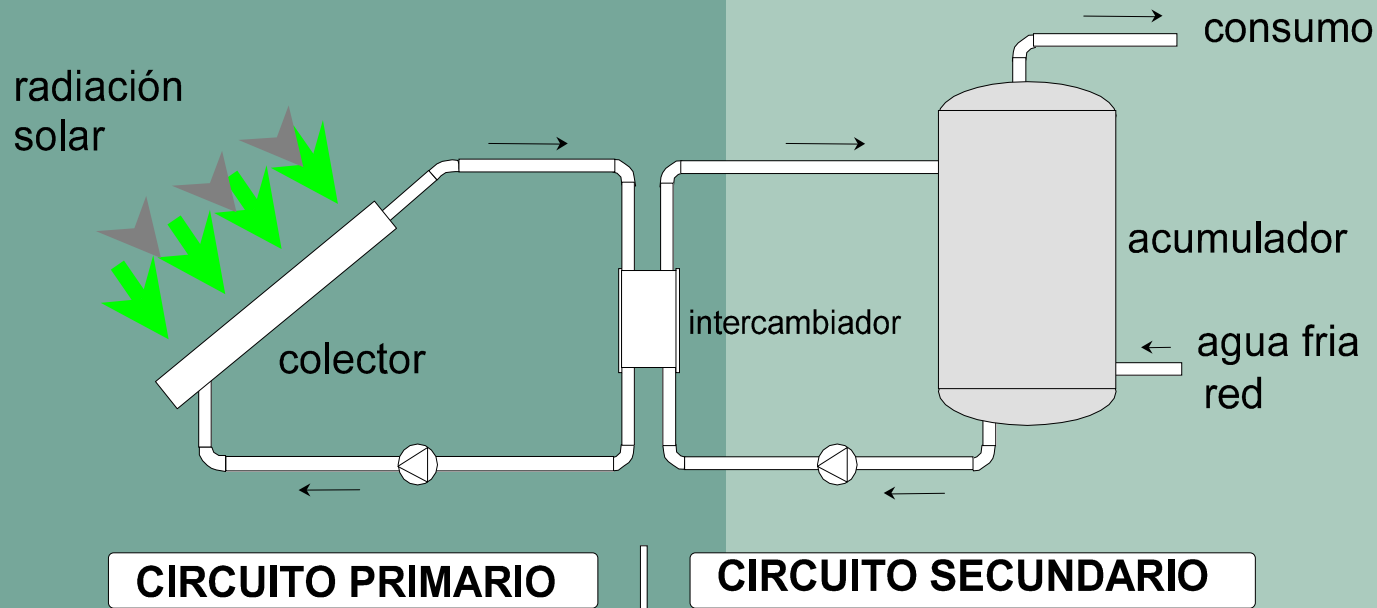 radiación
solar
colector
intercambiador
consumo
acumulador
agua fria
red
CIRCUITO PRIMARIO
CIRCUITO SECUNDARIO